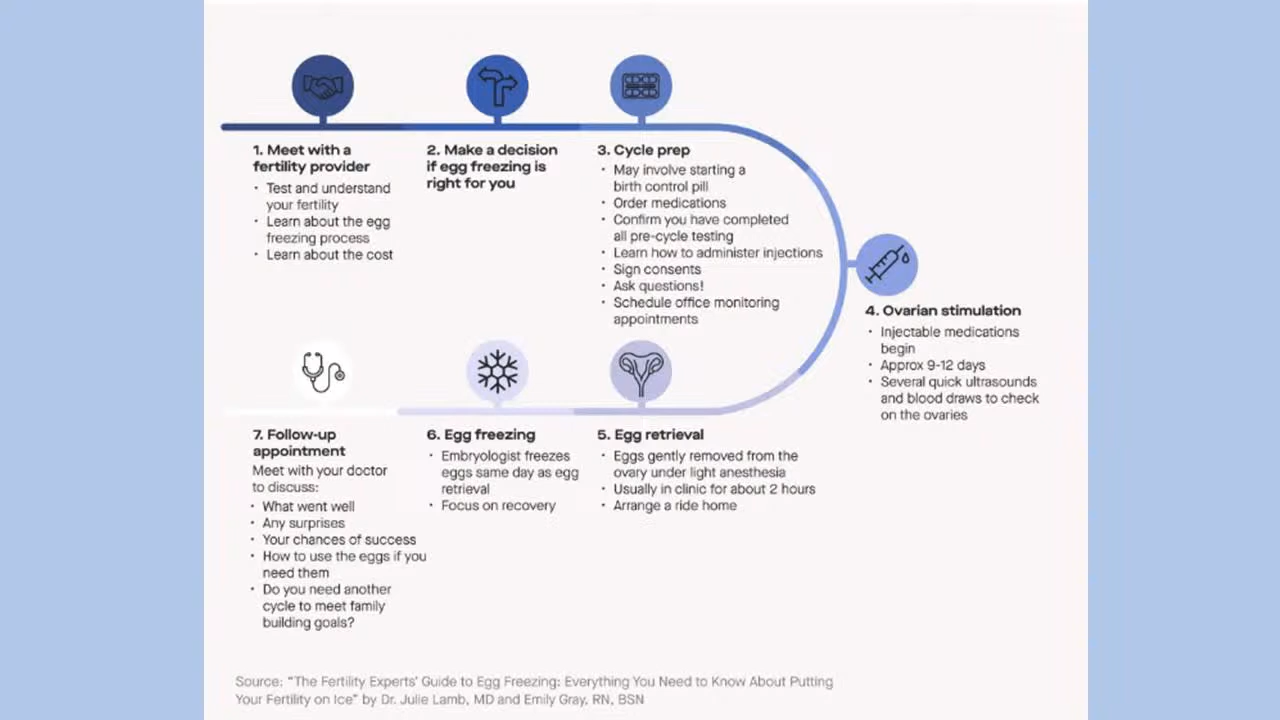 1. Meet with a
fertility provider
• Test and understand
your fertility
• Learn about the egg
freezing process
• Learn about the cost
2. Make a decision
if egg freezing is
right for you
3. Cycle prep
• May involve starting a
birth control pill
• Order medications
• Confirm you have completed
all pre-cycle testing
• Learn how to administer injections
• Sign consents
• Ask questions!
• Schedule office monitoring
appointments
4. Ovarian stimulation
• Injectable medications
begin
• Approx 9-12 days
• Several quick ultrasounds
and blood draws to check
on the ovaries
5. Egg retrieval
• Eggs gently removed from the
ovary under light anesthesia
• Usually in clinic for about 2 hours
• Arrange a ride home
6. Egg freezing
• Embryologist freezes
eggs same day as egg
retrieval
• Focus on recovery
7. Follow-up
appointment
Meet with your doctor
to discuss:
• What went well
• Any surprises
• Your chances of success
• How to use the eggs if you
need them
• Do you need another
cycle to meet family
building goals?
Source: "The Fertility Experts' Guide to Egg Freezing: Everything You Need to Know About Putting
Your Fertility on Ice" by Dr. Julie Lamb, MD and Emily Gray, RN, BSN